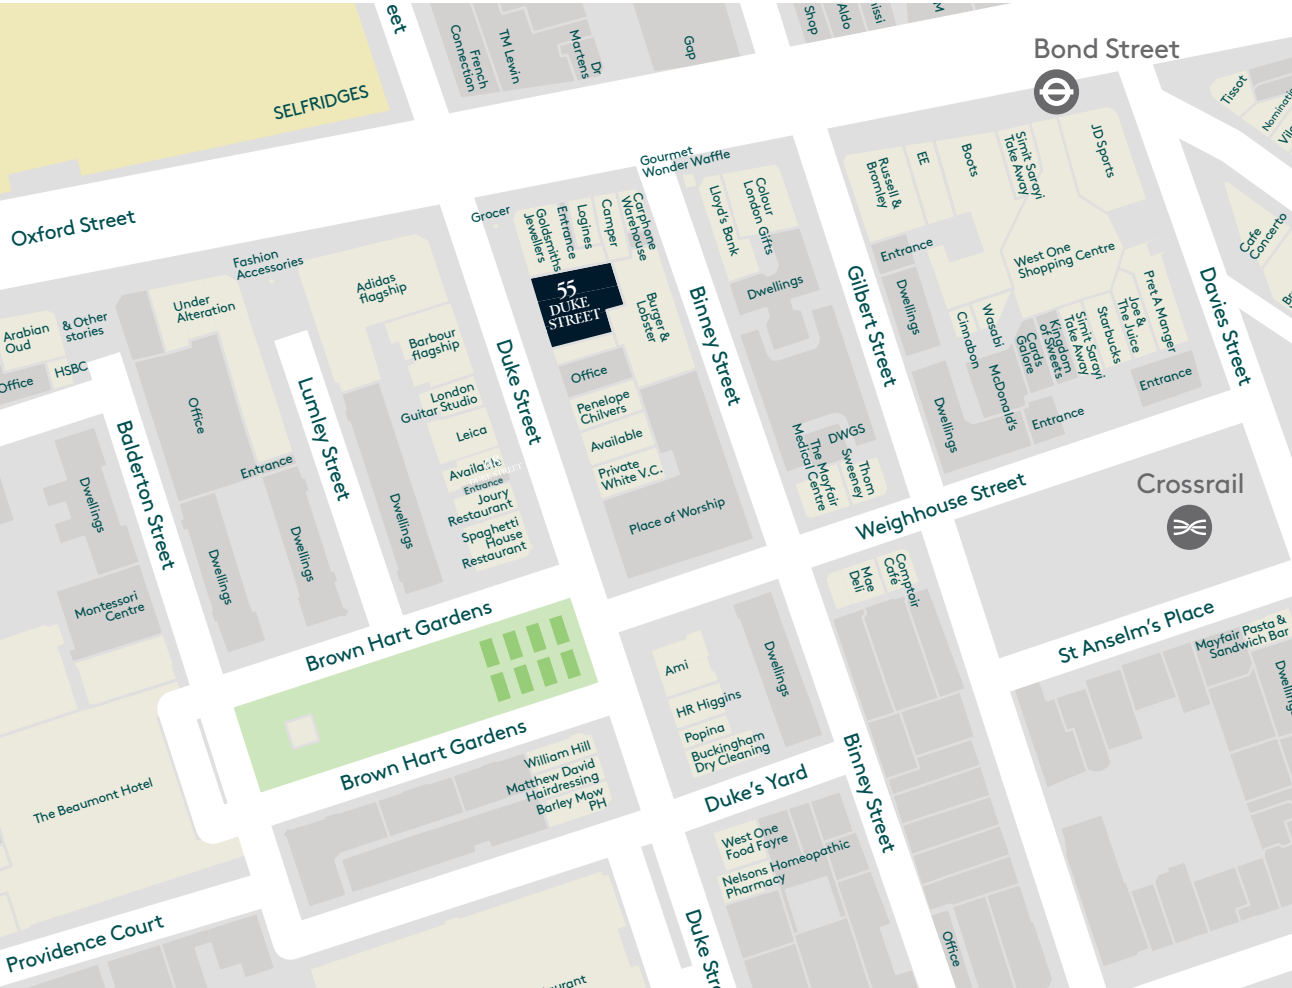 eet
French
Connection
TM Lewin
Dr
Martens
Gap
Shop
Aldo
issi
M
Bond Street
SELFRIDGES
Tissot
Oxford Street
Gourmet
Wonder Waffle
Grocer
Goldsmiths
Jewellers
Entrance
Logines
Camper
Carphone
Warehouse
Lloyd's Bank
Colour
London Gifts
Russell &
Bromley
EE
Boots
Simit Sarayi
Take Away
JD Sports
Cafe
Concerto
Fashion
Accessories
Adidas
flagship
Under
Alteration
& Other
stories
Arabian
Oud
HSBC
Office
55
DUKE
STREET
Burger &
Lobster
Dwellings
Entrance
West One
Shopping Centre
Dwellings
Cinnabon
Wasabi
McDonald's
Cards
Galore
Kingdom
of Sweets
Simit Sarayi
Take Away
Starbucks
Joe &
The Juice
Pret A Manger
Entrance
Entrance
Davies Street
Gilbert Street
Binney Street
Duke Street
Lumley Street
Balderton Street
Barbour
flagship
London
Guitar Studio
Leica
Available
Entrance
Joury
Restaurant
Spaghetti
House
Restaurant
Office
Penelope
Chilvers
Available
Private
White V.C.
Place of Worship
Office
Entrance
Dwellings
Dwellings
Dwellings
Dwellings
Montessori
Centre
DWGS
The Mayfair
Medical Centre
Thom
Sweeney
Dwellings
Weighhouse Street
Crossrail
Mae
Deli
Comptoir
Café
St Anselm's Place
Mayfair Pasta &
Sandwich Bar
Dwelling
Brown Hart Gardens
Brown Hart Gardens
Ami
HR Higgins
Popina
Buckingham
Dry Cleaning
Dwellings
Duke's Yard
Binney Street
William Hill
Matthew David
Hairdressing
Barley Mow
PH
The Beaumont Hotel
West One
Food Fayre
Nelsons Homeopathic
Pharmacy
Providence Court
Duke Stre
Office
urant